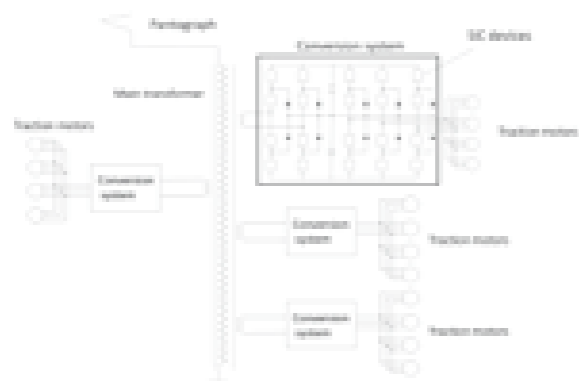 Pantograph
Conversion system
SiC devices
Main transformer
Traction motors
Traction motors
Conversion
system
Conversion
system
Traction motors
Conversion
system
Traction motors